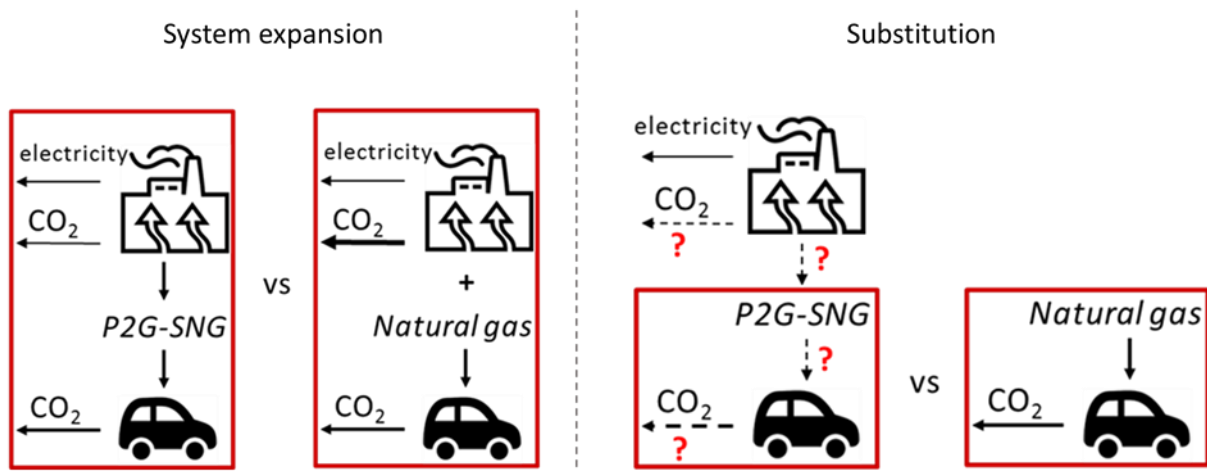 System expansion
electricity
CO2
P2G-SNG
CO2
vs
electricity
CO2
+
Natural gas
CO2
Substitution
electricity
CO2
?
?
P2G-SNG
?
CO2
?
vs
Natural gas
CO2